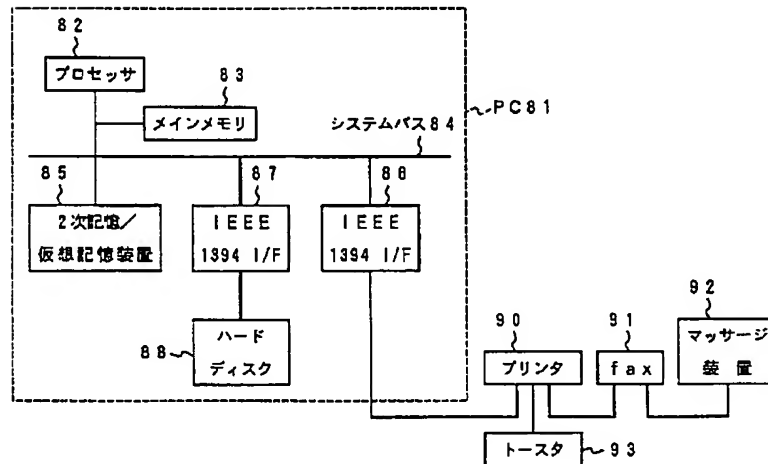 82
プロセッサ
83
メインメモリ
システムバス84
PC81
85
2次記憶/
仮想記憶装置
87
IEEE
1394 I/F
86
IEEE
1394 I/F
88
ハード
ディスク
90
プリンタ
91
fax
92
マッサージ
装置
トースタ
93